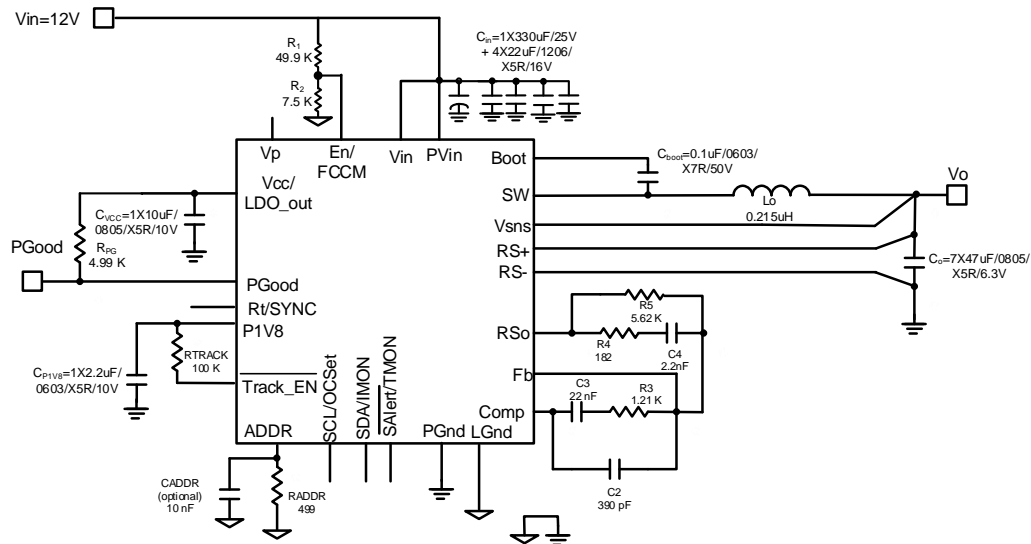 Vin=12V
R1
49.9 K
R2
7.5 K
Cin=1X330uF/25V
+ 4X22uF/1206/
X5R/16V
Vp
En/
FCCM
Vin
PVin
Boot
Cboot=0.1uF/0603/
X7R/50V
Vcc/
LDO_out
SW
Lo
0.215uH
Vo
CVCC=1X10uF/
0805/X5R/10V
Vsns
PGood
RPG
4.99 K
RS+
RS-
Co=7X47uF/0805/
X5R/6.3V
PGood
Rt/SYNC
P1V8
R5
5.62 K
RSo
R4
182
C4
2.2nF
CP1V8=1X2.2uF/
0603/X5R/10V
RTRACK
100 K
Track_EN
Fb
C3
22 nF
R3
1.21 K
Comp
ADDR
SCL/OCSet
SDA/IMON
SAlert/TMON
PGnd
LGnd
C2
390 pF
CADDR
(optional)
10 nF
RADDR
499